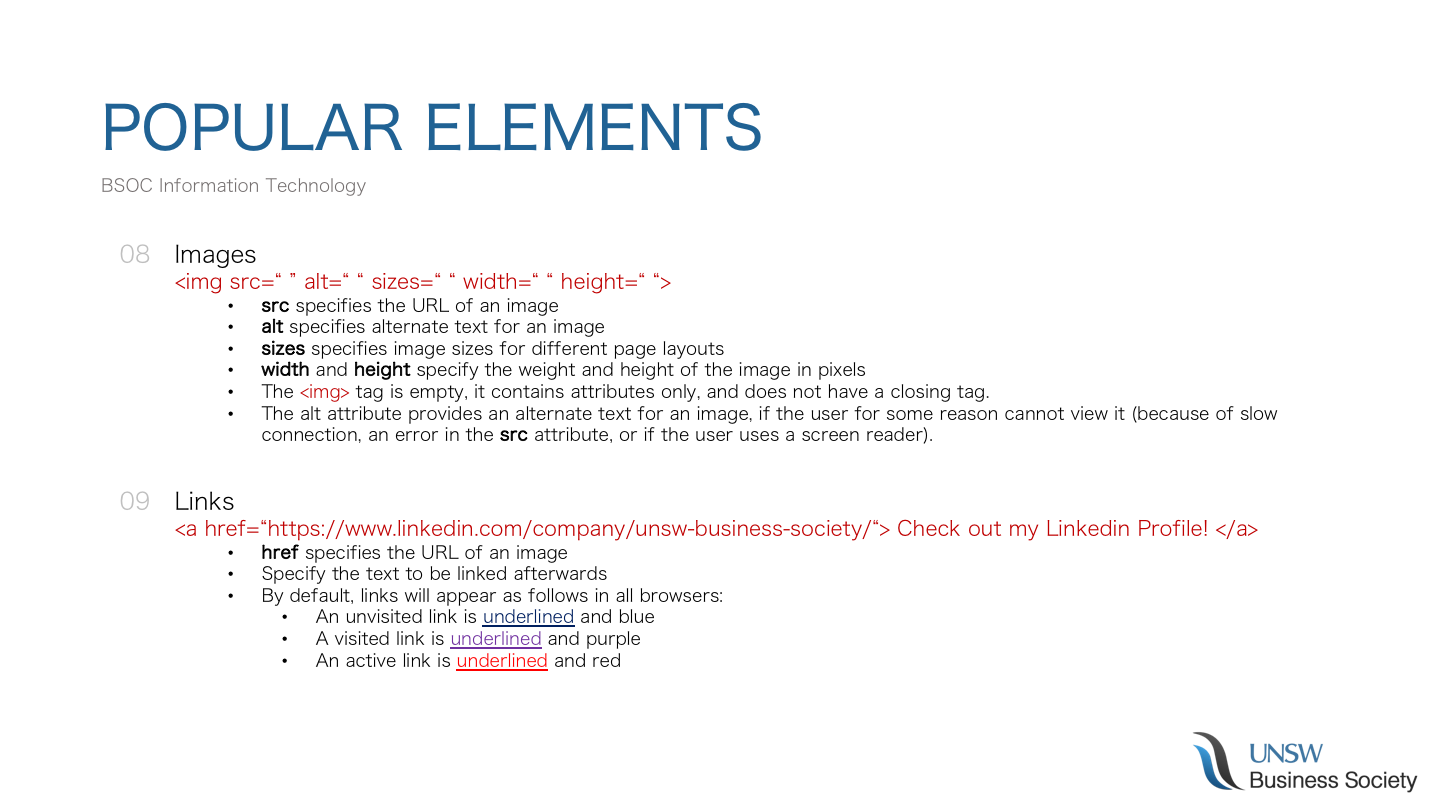 POPULAR ELEMENTS
BSOC Information Technology
08 Images
<img src=“ ” alt=“ “ sizes=“ “ width=“ “ height=“ “>
• src specifies the URL of an image
• alt specifies alternate text for an image
• sizes specifies image sizes for different page layouts
• width and height specify the weight and height of the image in pixels
• The <img> tag is empty, it contains attributes only, and does not have a closing tag.
• The alt attribute provides an alternate text for an image, if the user for some reason cannot view it (because of slow
connection, an error in the src attribute, or if the user uses a screen reader).
09 Links
<a href=“https://www.linkedin.com/company/unsw-business-society/“> Check out my Linkedin Profile! </a>
• href specifies the URL of an image
• Specify the text to be linked afterwards
• By default, links will appear as follows in all browsers:
• An unvisited link is underlined and blue
• A visited link is underlined and purple
• An active link is underlined and red
UNSW
Business Society